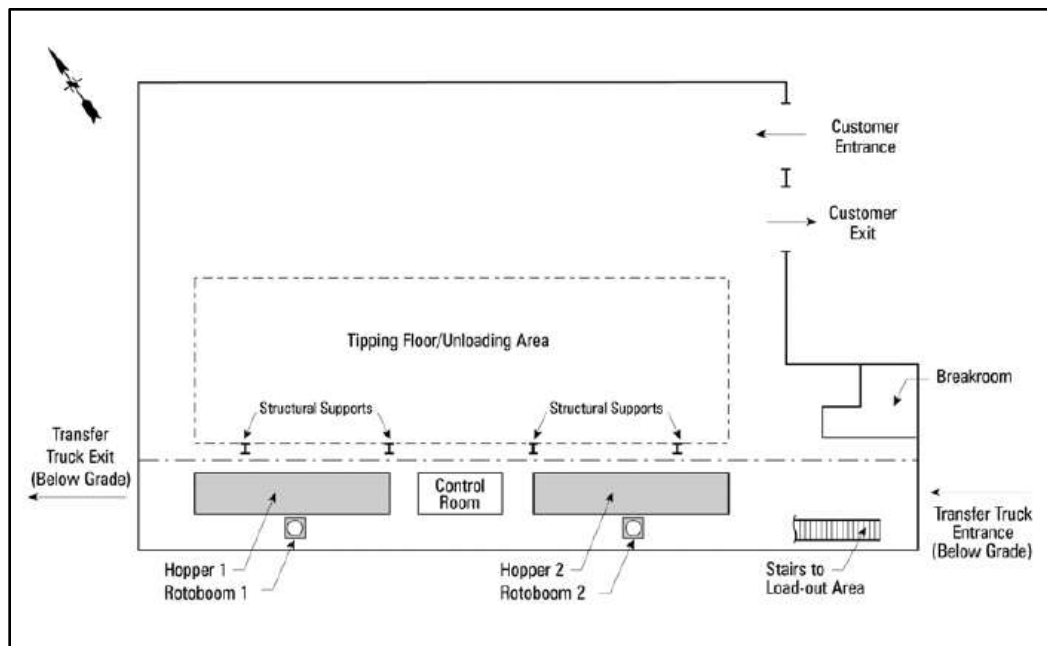 Customer
Entrance
Customer
Exit
Tipping Floor/Unloading Area
Breakroom
Structural Supports
Structural Supports
Transfer
Truck Exit
(Below Grade)
Control
Room
Transfer Truck
Entrance
(Below Grade)
Hopper 1
Rotoboom 1
Hopper 2
Rotoboom 2
Stairs to
Load-out Area